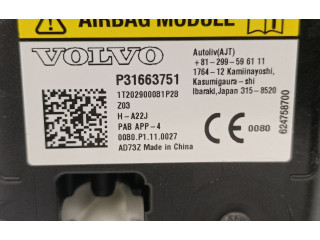 AIRBAG MODULE
VOLVO
P31663751
1T202900081P28
Z03
H-A22J
PAB APP-4
0080.P1.11.0027
AD73Z Made in China
Autoliv(AJT)
+81-299-59 61 11
1764-12 Kamiinayoshi,
Kasumigaura-shi
Ibaraki,Japan 315-8520
CE 0080
624758700